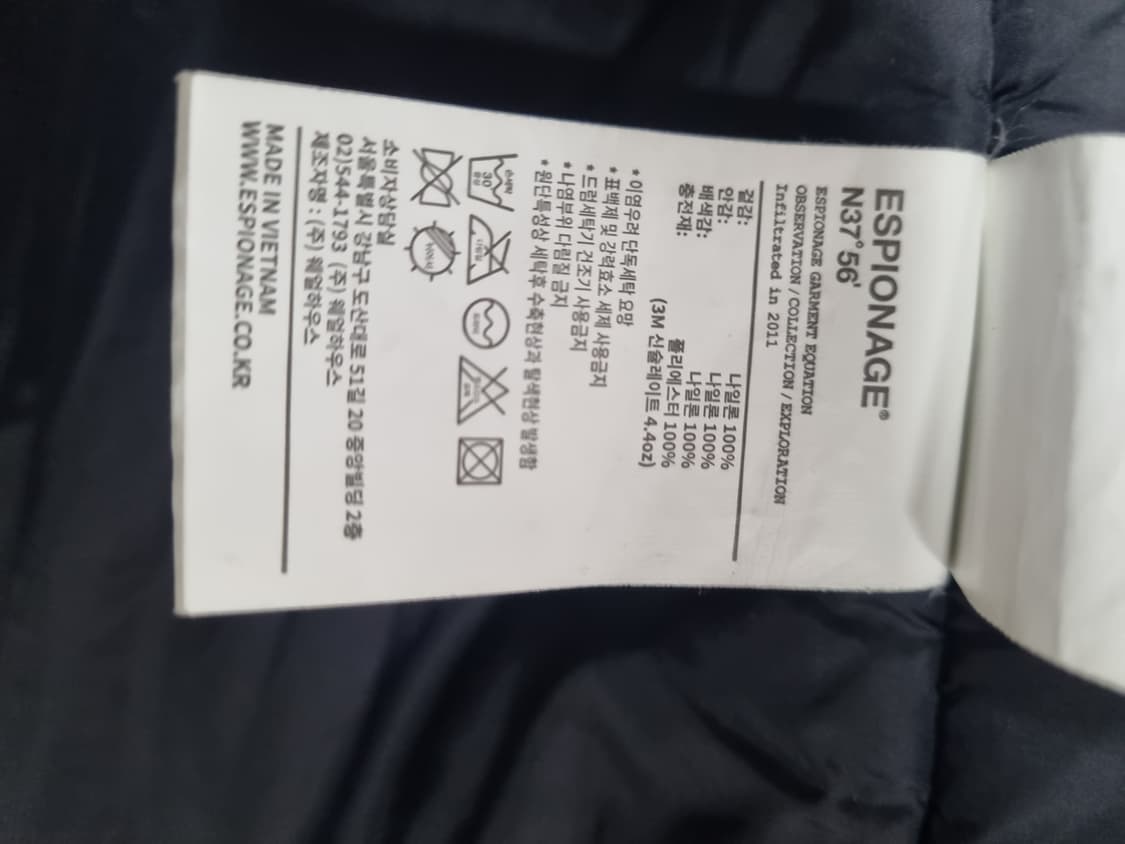 ESPIONAGE®
N37°56'
ESPIONAGE GARMENT EQUATION
OBSERVATION / COLLECTION / EXPLORATION
Infiltrated in 2011
겉감: 나일론 100%
안감: 나일론 100%
배색감: 나일론 100%
충전재: 폴리에스터 100%
(3M 신슐레이트 4.4oz)
* 이염우려 단독세탁 요망
* 표백제 및 강력효소 세제 사용금지
* 드럼세탁기 건조기 사용금지
* 나염부위 다림질 금지
* 원단특성상 세탁후 수축현상과 탈색현상 발생함
손세탁 30 중성
소비자상담실
서울특별시 강남구 도산대로 51길 20 중앙빌딩 2층
02)544-1793 (주) 웨얼하우스
제조자명 : (주) 웨얼하우스
MADE IN VIETNAM
WWW.ESPIONAGE.CO.KR